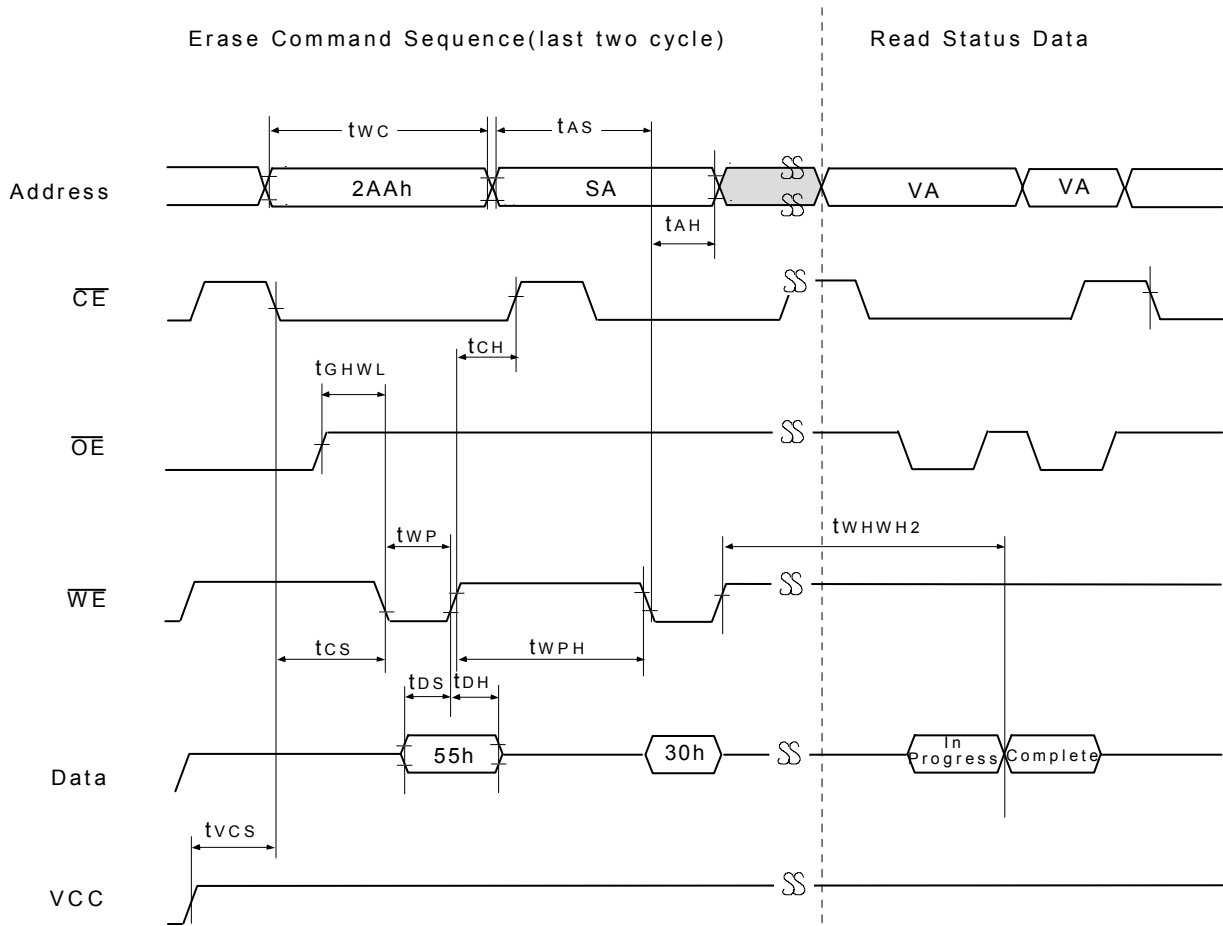 Erase Command Sequence(last two cycle) Read Status Data
tWC tAS
Address 2AAh SA VA VA
tAH
CE
tCH
tGHWL
OE
tWP tWHWH2
WE
tCS tWPH
tDS tDH
Data 55h 30h In Progress Complete
tVCS
VCC